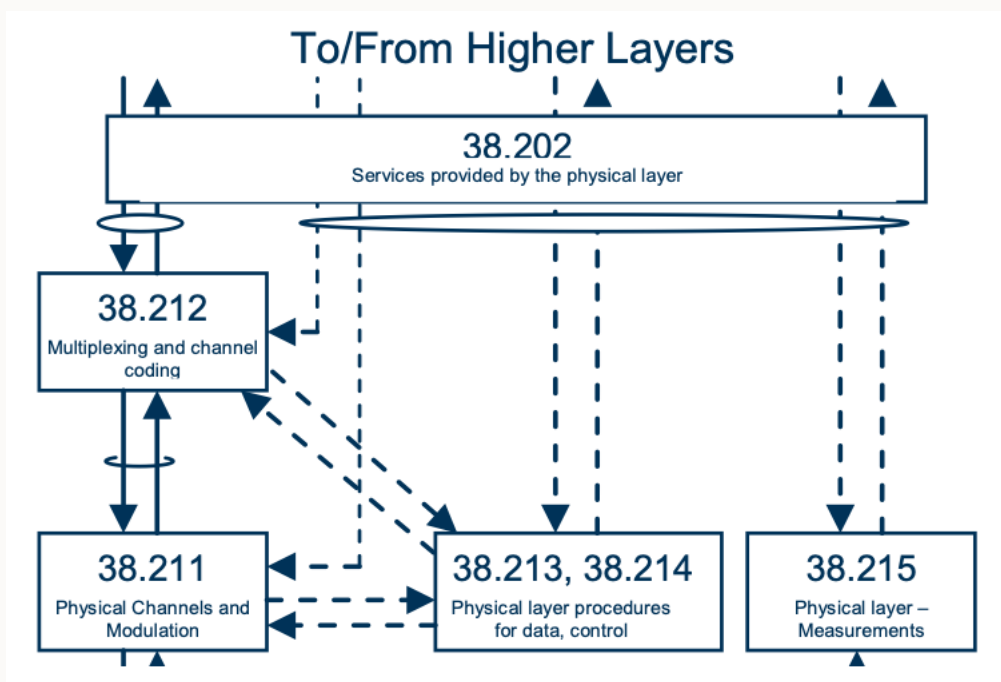 To/From Higher Layers
38.202
Services provided by the physical layer
38.212
Multiplexing and channel
coding
38.211
Physical Channels and
Modulation
38.213, 38.214
Physical layer procedures
for data, control
38.215
Physical layer –
Measurements